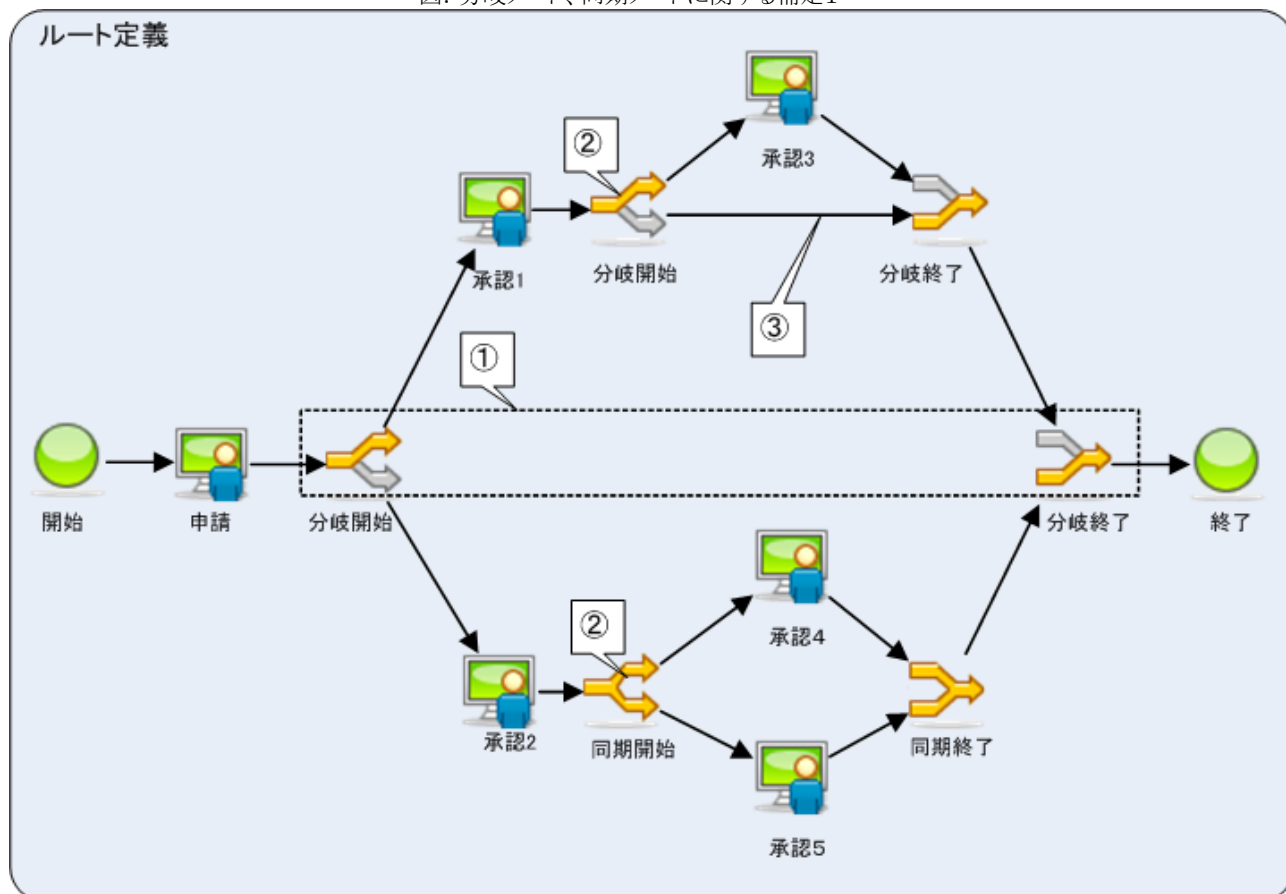 ルート定義
②
承認3
承認1
分岐開始
分岐終了
③
①
開始
申請
分岐開始
分岐終了
終了
②
承認4
承認2
同期開始
同期終了
承認5